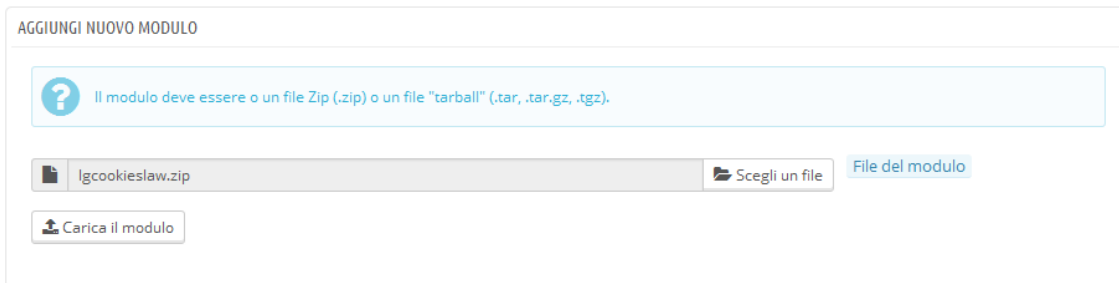 AGGIUNGI NUOVO MODULO
Il modulo deve essere o un file Zip (.zip) o un file "tarball" (.tar, .tar.gz, .tgz).
lgcookieslaw.zip Scegli un file File del modulo
Carica il modulo